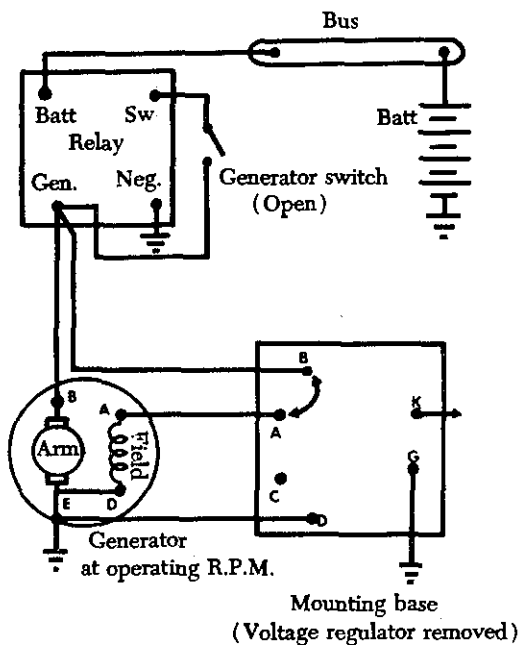 Bus
Batt
Sw
Batt
Relay
Gen.
Neg.
Generator switch
(Open)
B
A
Arm
Field
E
D
Generator
at operating R.P.M.
B
A
K
G
C
D
Mounting base
(Voltage regulator removed)